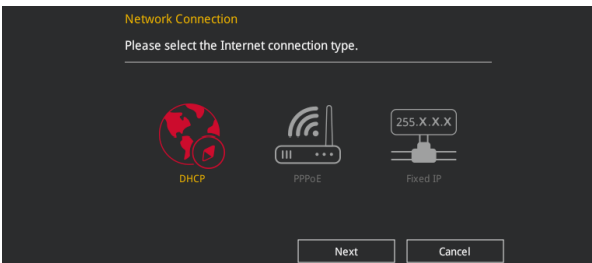 Network Connection
Please select the Internet connection type.
255.X.X.X
DHCP PPPoE Fixed IP
Next Cancel